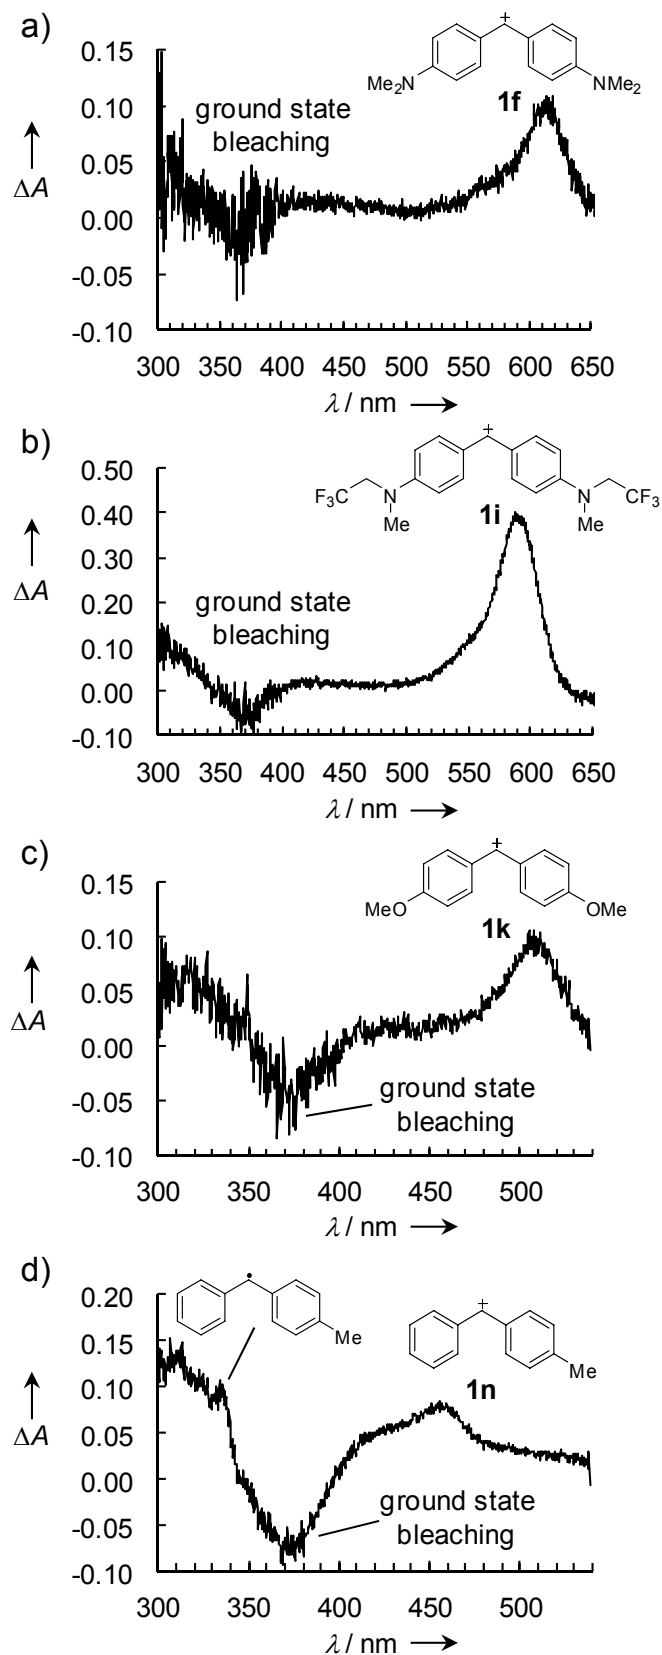 a)
0.15
0.10
0.05
0.00
-0.05
-0.10
ΔA
ground state
bleaching
+
Me2N
NMe2
1f
300 350 400 450 500 550 600 650
λ / nm
b)
0.50
0.40
0.30
0.20
0.10
0.00
-0.10
ΔA
ground state
bleaching
+
F3C
N
Me
N
Me
CF3
1i
300 350 400 450 500 550 600 650
λ / nm
c)
0.15
0.10
0.05
0.00
-0.05
-0.10
ΔA
+
MeO
OMe
1k
ground state
bleaching
300 350 400 450 500
λ / nm
d)
0.20
0.15
0.10
0.05
0.00
-0.05
-0.10
ΔA
Me
+
Me
1n
ground state
bleaching
300 350 400 450 500
λ / nm